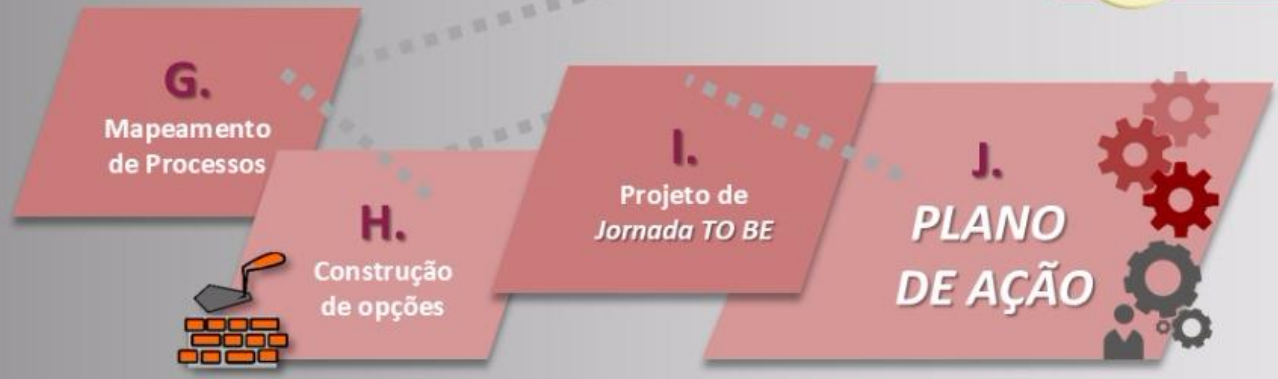 G.
Mapeamento
de Processos
H.
Construção
de opções
I.
Projeto de
Jornada TO BE
J.
PLANO
DE AÇÃO